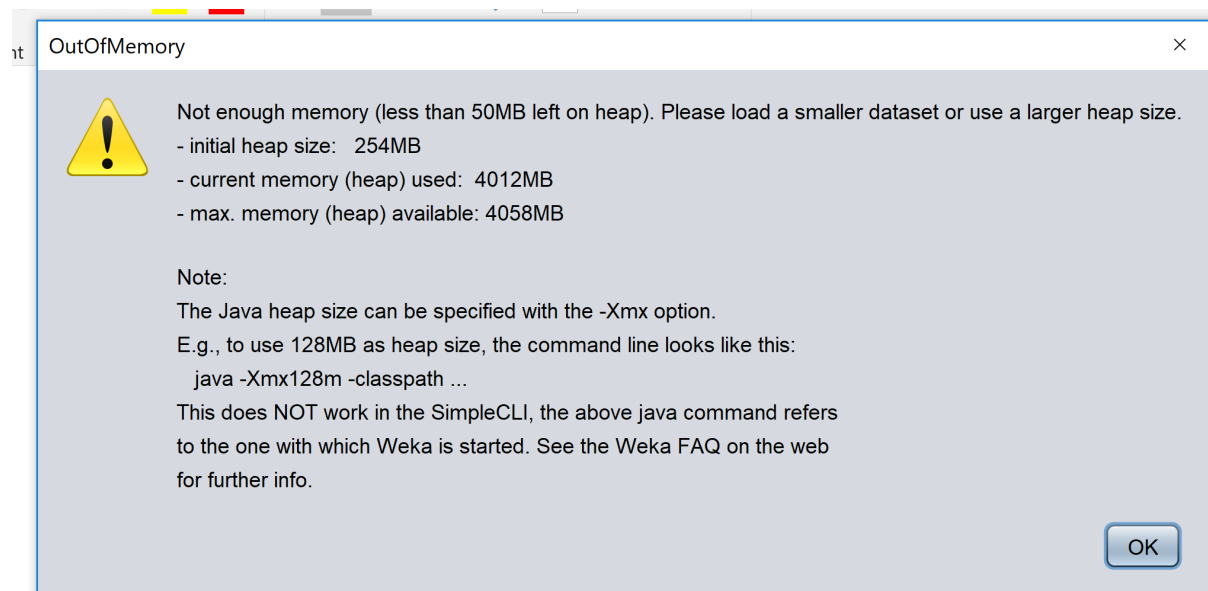 nt
OutOfMemory
Not enough memory (less than 50MB left on heap). Please load a smaller dataset or use a larger heap size.
- initial heap size:   254MB
- current memory (heap) used:  4012MB
- max. memory (heap) available: 4058MB
Note:
The Java heap size can be specified with the -Xmx option.
E.g., to use 128MB as heap size, the command line looks like this:
java -Xmx128m -classpath ...
This does NOT work in the SimpleCLI, the above java command refers
to the one with which Weka is started. See the Weka FAQ on the web
for further info.
OK